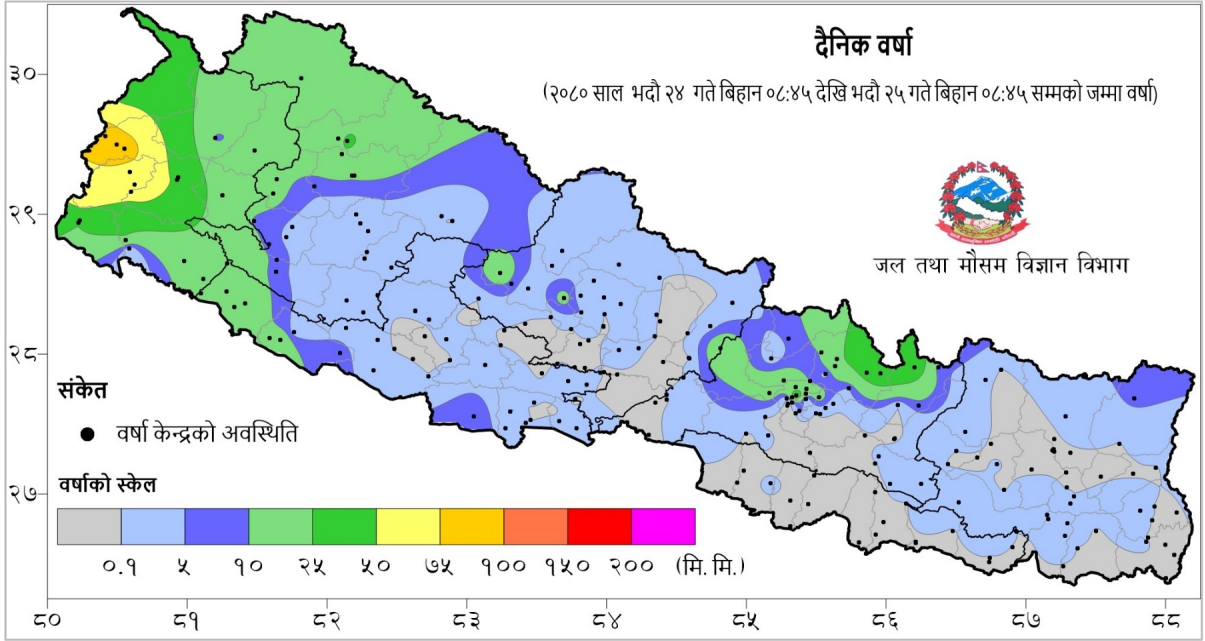 दैनिक वर्षा
(२०८० साल भदौ २४ गते बिहान ०८:४५ देखि भदौ २५ गते बिहान ०८:४५ सम्मको जम्मा वर्षा)
जल तथा मौसम विज्ञान विभाग
३०
२९
२८
२७
संकेत
वर्षा केन्द्रको अवस्थिति
वर्षाको स्केल
०.१ ५ १० २५ ५० ७५ १०० १५० २०० (मि. मि.)
८० ८१ ८२ ८३ ८४ ८५ ८६ ८७ ८८